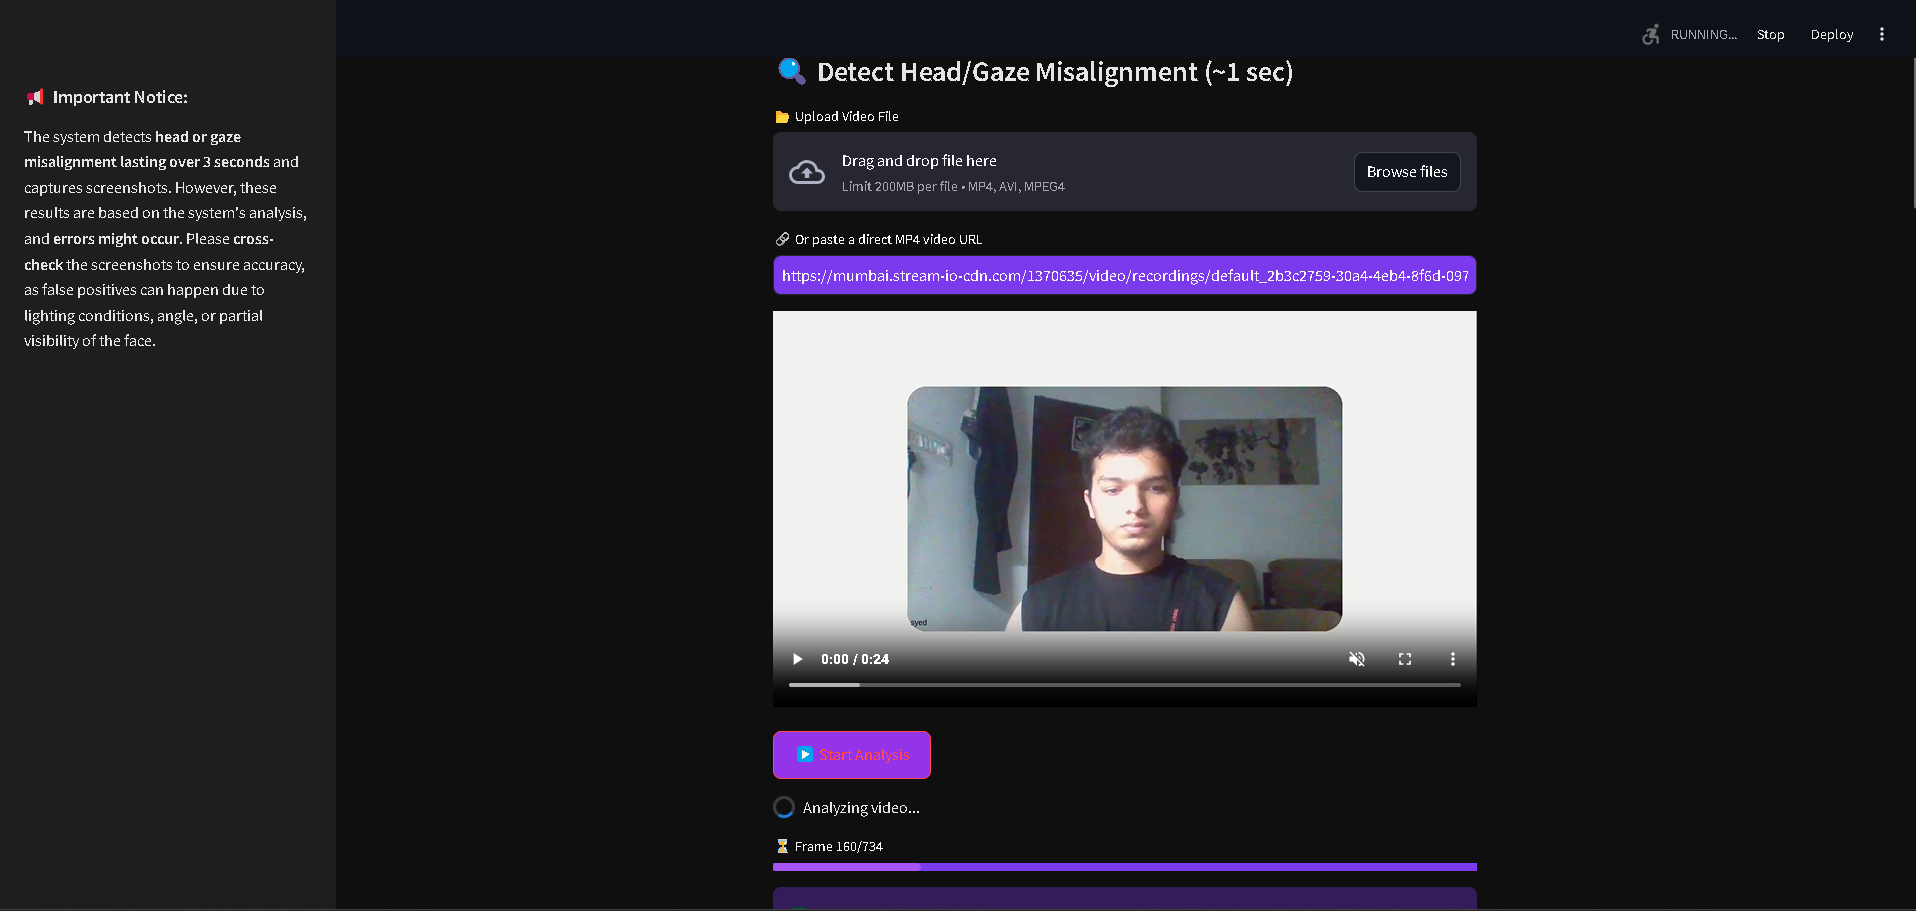 RUNNING...
Stop
Deploy
Important Notice:
The system detects head or gaze
misalignment lasting over 3 seconds and
captures screenshots. However, these
results are based on the system's analysis,
and errors might occur. Please cross-
check the screenshots to ensure accuracy,
as false positives can happen due to
lighting conditions, angle, or partial
visibility of the face.
Detect Head/Gaze Misalignment (~1 sec)
Upload Video File
Drag and drop file here
Limit 200MB per file • MP4, AVI, MPEG4
Browse files
Or paste a direct MP4 video URL
https://mumbai.stream-io-cdn.com/1370635/video/recordings/default_2b3c2759-30a4-4eb4-8f6d-097
syed
0:00 / 0:24
Start Analysis
Analyzing video...
Frame 160/734